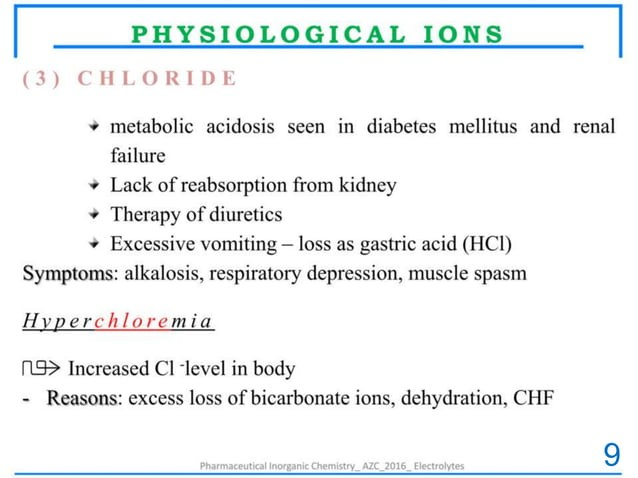 PHYSIOLOGICAL IONS
(3) CHLORIDE
metabolic acidosis seen in diabetes mellitus and renal
failure
Lack of reabsorption from kidney
Therapy of diuretics
Excessive vomiting – loss as gastric acid (HCl)
Symptoms: alkalosis, respiratory depression, muscle spasm
Hyperchloremia
Increased Cl -level in body
- Reasons: excess loss of bicarbonate ions, dehydration, CHF
Pharmaceutical Inorganic Chemistry_ AZC_2016_ Electrolytes
9